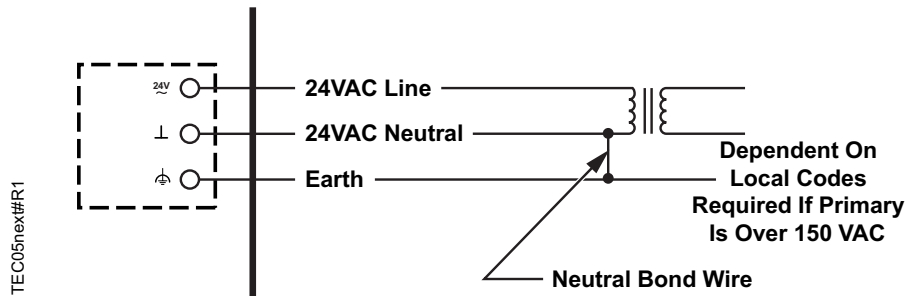 24V
24VAC Line
24VAC Neutral
Earth
Dependent On
Local Codes
Required If Primary
Is Over 150 VAC
Neutral Bond Wire
TEC05next#R1